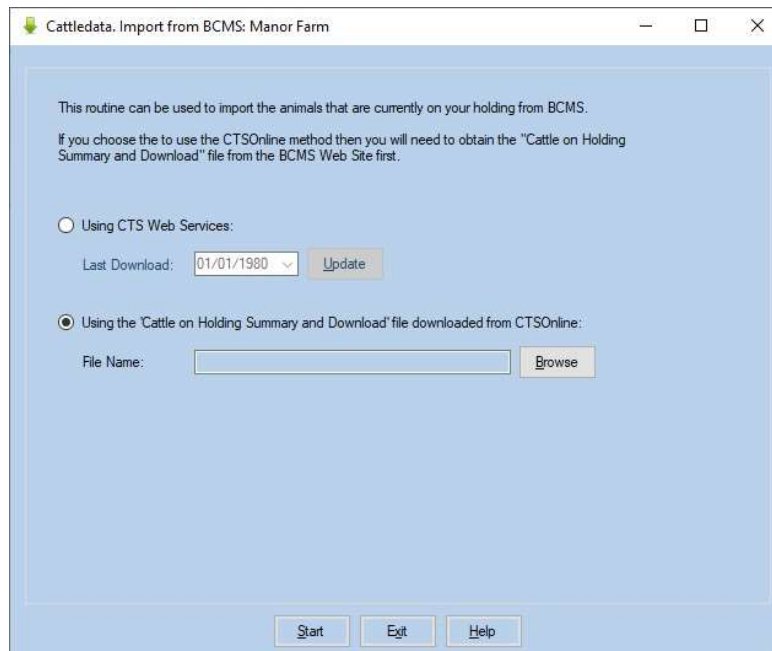 Cattledata. Import from BCMS: Manor Farm
This routine can be used to import the animals that are currently on your holding from BCMS.
If you choose the to use the CTSOnline method then you will need to obtain the "Cattle on Holding
Summary and Download" file from the BCMS Web Site first.
Using CTS Web Services:
Last Download: 01/01/1980 Update
Using the 'Cattle on Holding Summary and Download' file downloaded from CTSOnline:
File Name: Browse
Start Exit Help